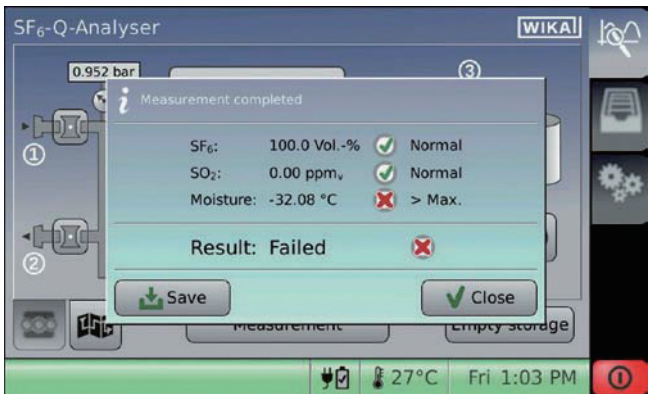 SF₆-Q-Analyser
WIKA
0.952 bar
③
①
②
Measurement completed
SF₆: 100.0 Vol.-% Normal
SO₂: 0.00 ppmᵥ Normal
Moisture: -32.08 °C > Max.
Result: Failed
Save
Close
Measurement
Empty storage
27°C
Fri 1:03 PM